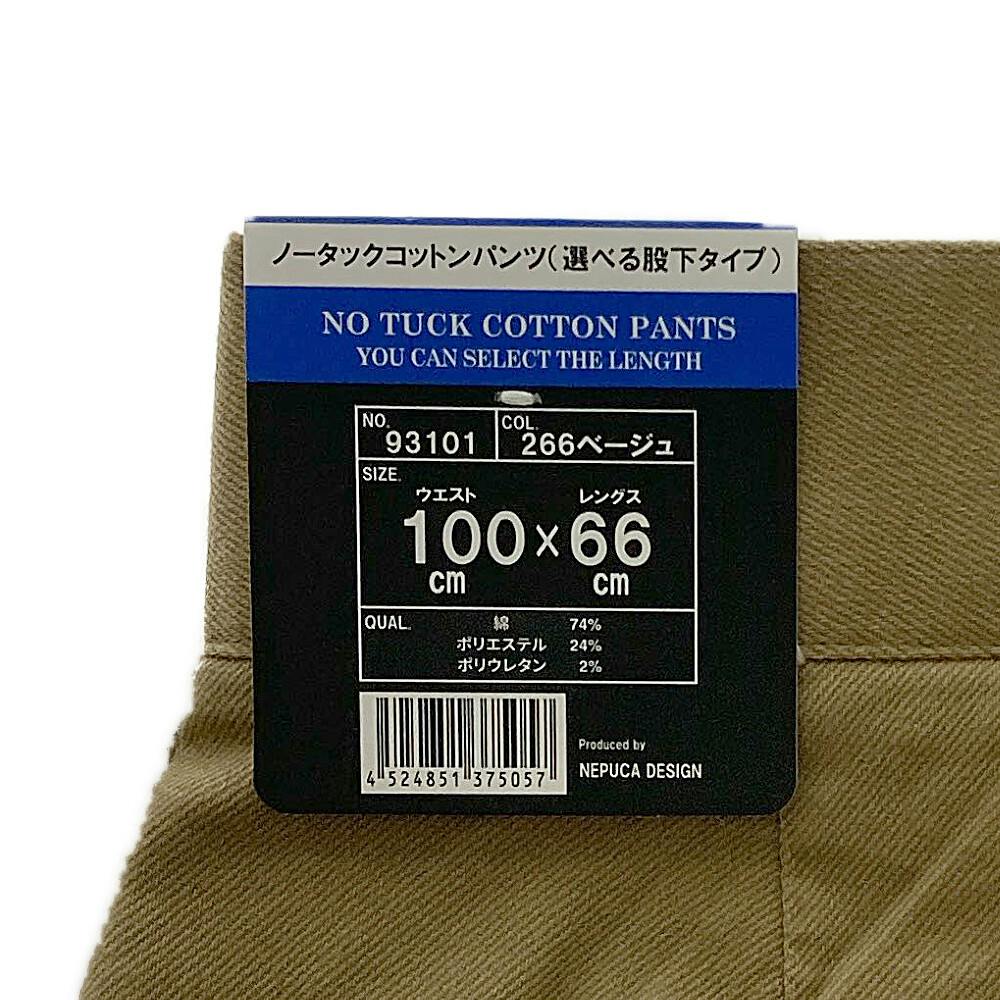 ノータックコットンパンツ(選べる股下タイプ)
NO TUCK COTTON PANTS
YOU CAN SELECT THE LENGTH
NO. 93101 COL. 266ベージュ
SIZE.
ウエスト レングス
100×66
cm cm
QUAL. 綿 74%
ポリエステル 24%
ポリウレタン 2%
Produced by
NEPUCA DESIGN
4 524851 375057